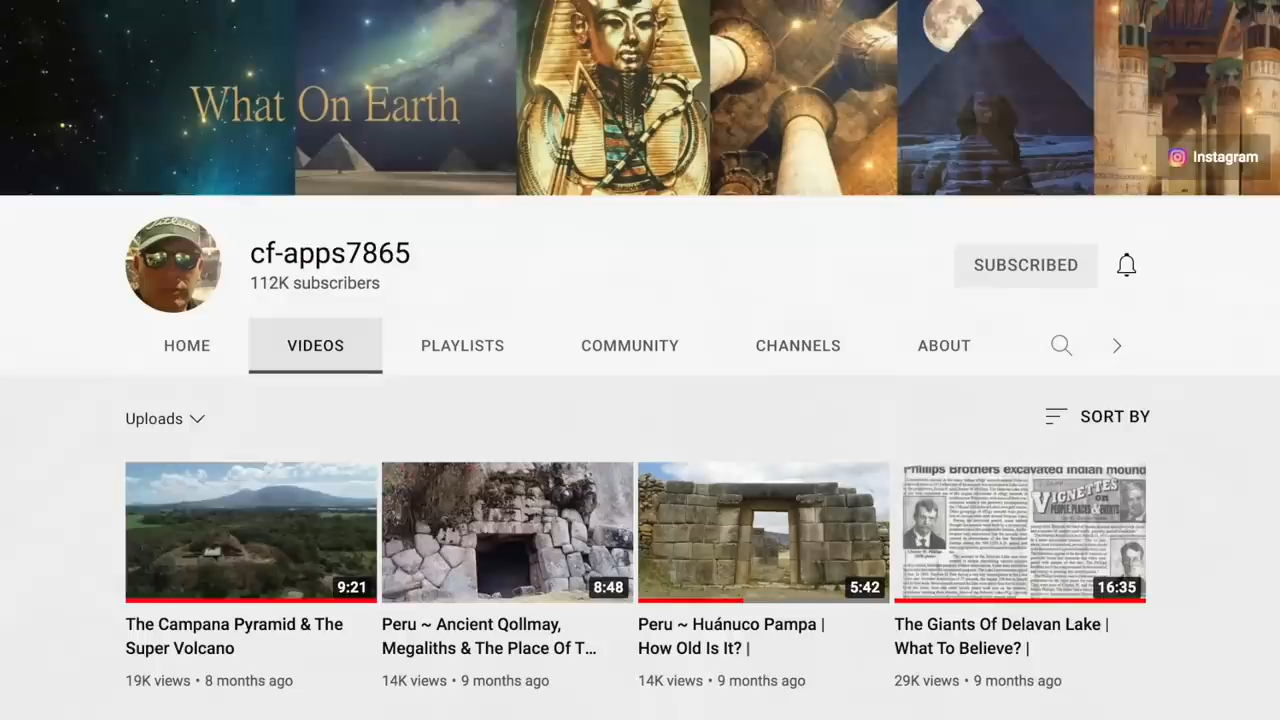 What On Earth
Instagram
cf-apps7865
112K subscribers
SUBSCRIBED
HOME
VIDEOS
PLAYLISTS
COMMUNITY
CHANNELS
ABOUT
Uploads
SORT BY
Phillips Brothers excavated Indian mound
VIGNETTES
on
PEOPLE, PLACES & EVENTS
9:21
8:48
5:42
16:35
The Campana Pyramid & The
Super Volcano
19K views • 8 months ago
Peru ~ Ancient Qollmay,
Megaliths & The Place Of T...
14K views • 9 months ago
Peru ~ Huánuco Pampa |
How Old Is It? |
14K views • 9 months ago
The Giants Of Delavan Lake |
What To Believe? |
29K views • 9 months ago